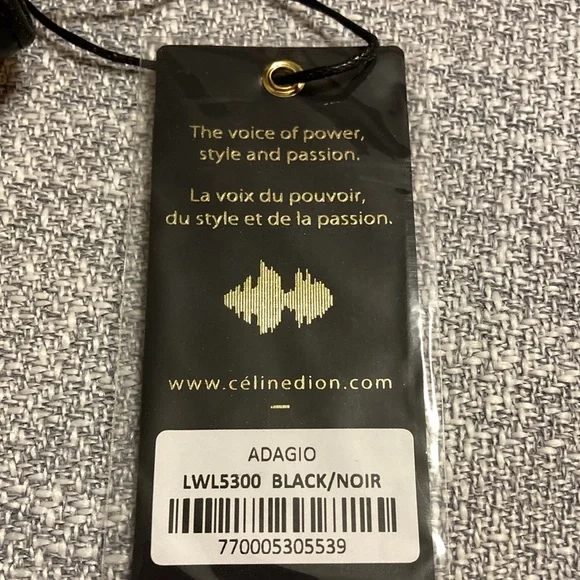 The voice of power,
style and passion.
La voix du pouvoir,
du style et de la passion.
www.célinedion.com
ADAGIO
LWL5300 BLACK/NOIR
770005305539